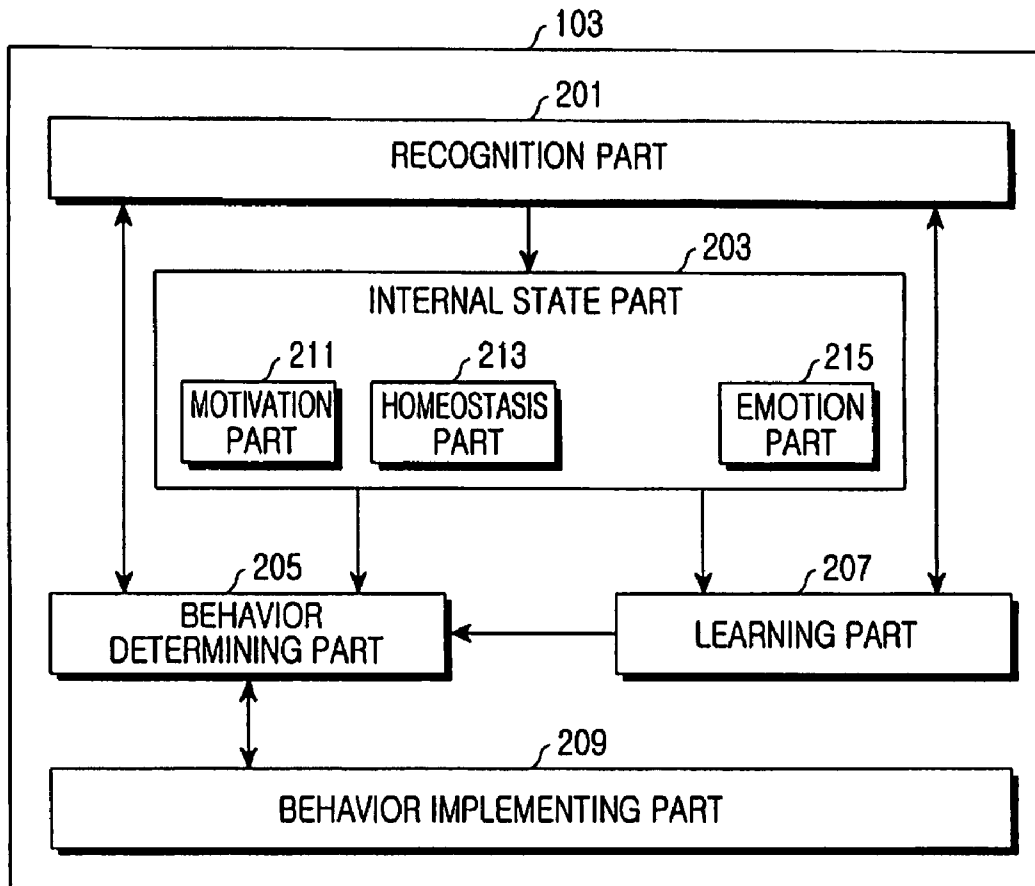 103
201
RECOGNITION PART
203
INTERNAL STATE PART
211
MOTIVATION
PART
213
HOMEOSTASIS
PART
215
EMOTION
PART
205
BEHAVIOR
DETERMINING PART
207
LEARNING PART
209
BEHAVIOR IMPLEMENTING PART